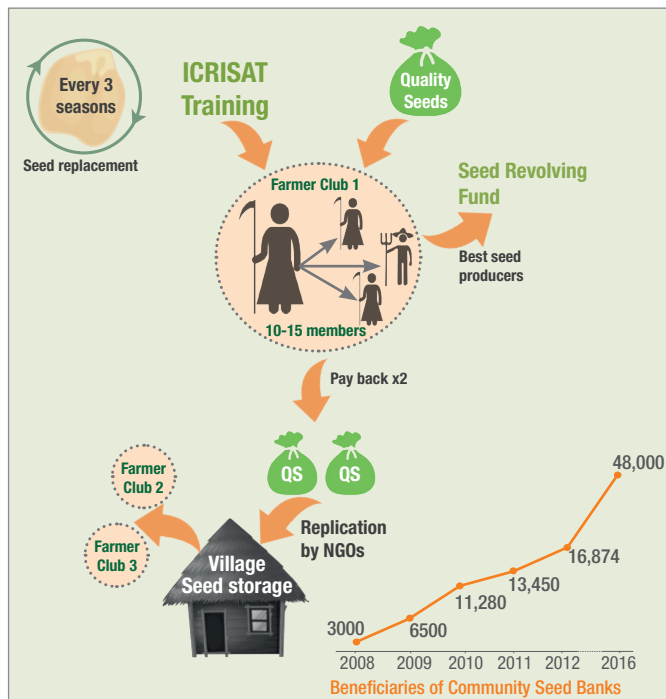 Every 3
seasons
Seed replacement
ICRISAT
Training
Quality
Seeds
Farmer Club 1
10-15 members
Seed Revolving
Fund
Best seed
producers
Pay back x2
QS
QS
Replication
by NGOs
Farmer
Club 2
Farmer
Club 3
Village
Seed storage
3000
6500
11,280
13,450
16,874
48,000
2008 2009 2010 2011 2012 2016
Beneficiaries of Community Seed Banks